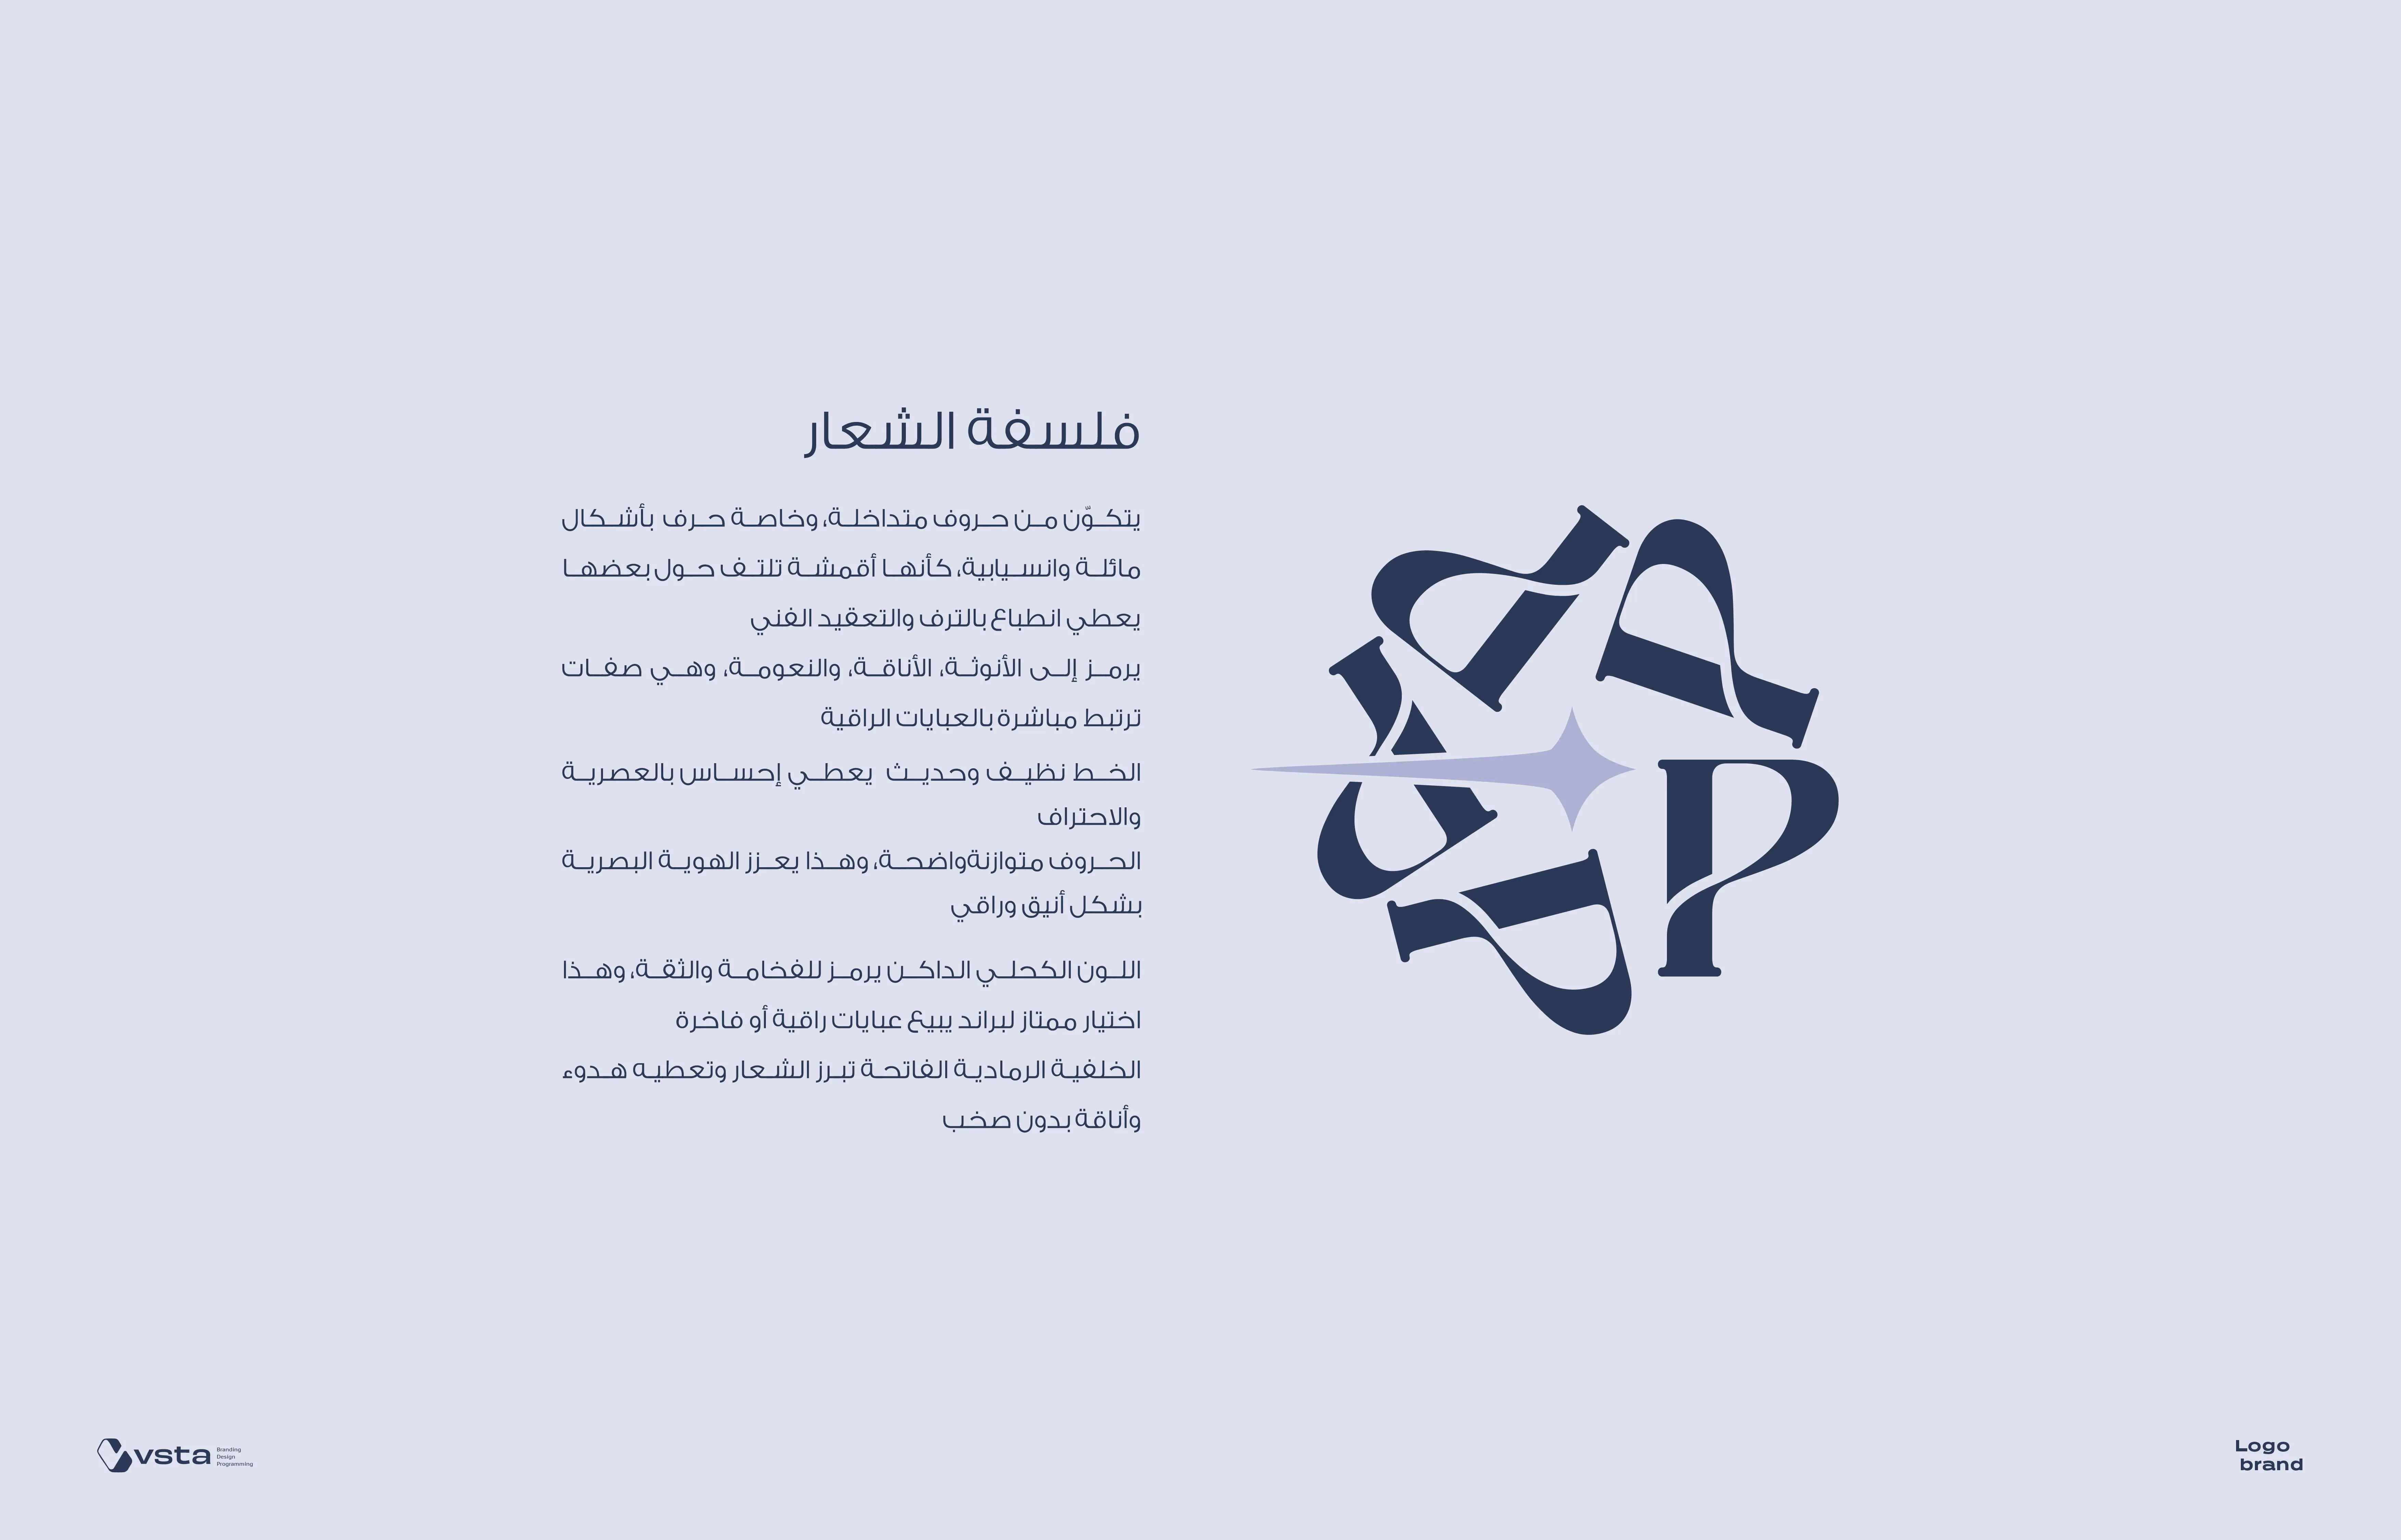 فلسفة الشعار
يتكوّن من حروف متداخلة، وخاصة حرف بأشكال
مائلة وانسيابية، كأنها أقمشة تلتف حول بعضها
يعطي انطباع بالترف والتعقيد الفني
يرمز إلى الأنوثة، الأناقة، والنعومة، وهي صفات
ترتبط مباشرة بالعبايات الراقية
الخط نظيف وحديث يعطي إحساس بالعصرية
والاحتراف
الحروف متوازنةواضحة، وهذا يعزز الهوية البصرية
بشكل أنيق وراقي
اللون الكحلي الداكن يرمز للفخامة والثقة، وهذا
اختيار ممتاز لبراند يبيع عبايات راقية أو فاخرة
الخلفية الرمادية الفاتحة تبرز الشعار وتعطيه هدوء
وأناقة بدون صخب
P
vsta
Branding
Design
Programming
Logo
brand